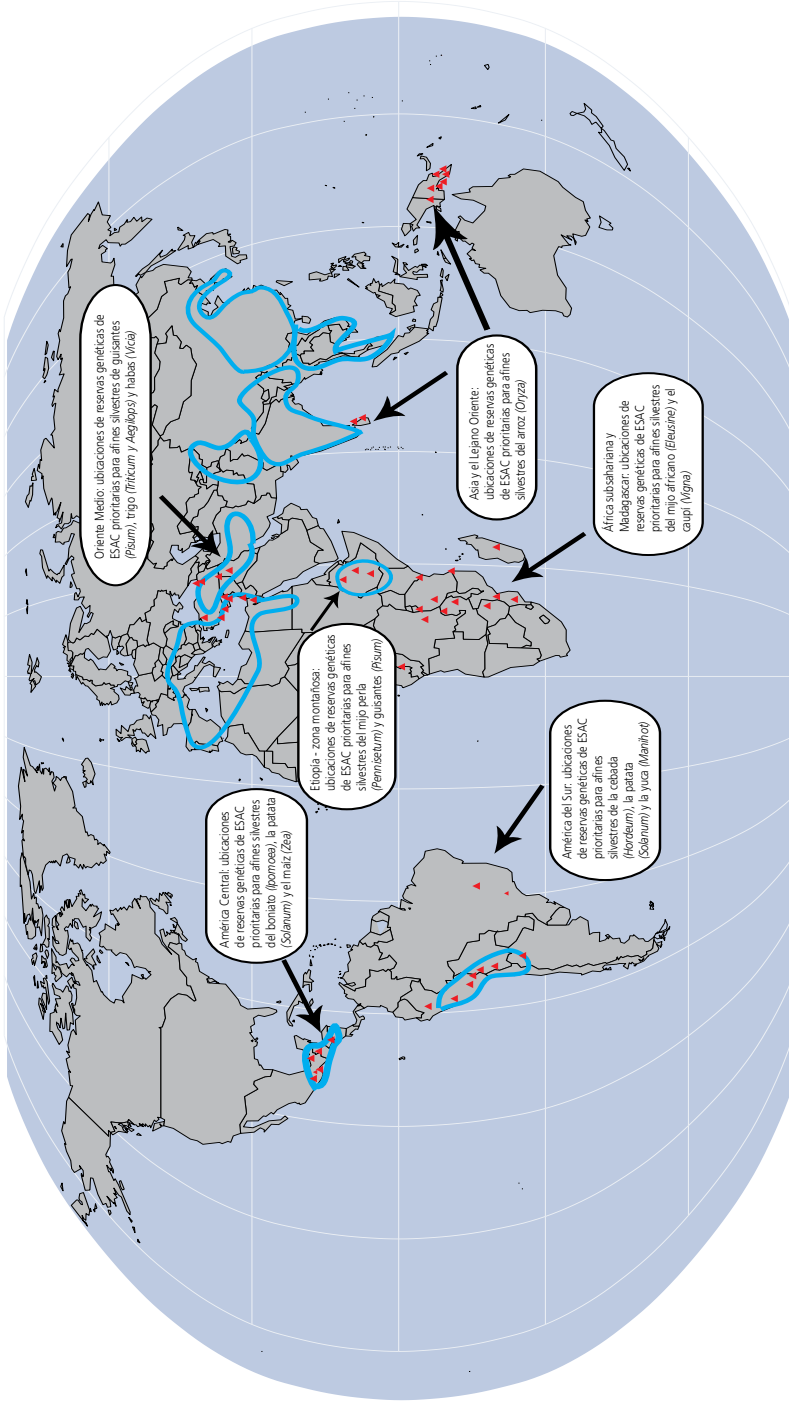 América Central: ubicaciones
de reservas genéticas de ESAC
prioritarias para afines silvestres
del boniato (Ipomoea), la patata
(Solanum) y el maíz (Zea)
Oriente Medio: ubicaciones de reservas genéticas de
ESAC prioritarias para afines silvestres de guisantes
(Pisum), trigo (Triticum y Aegilops) y habas (Vicia)
Etiopía - zona montañosa:
ubicaciones de reservas genéticas
de ESAC prioritarias para afines
silvestres del mijo perla
(Pennisetum) y guisantes (Pisum)
Asia y el Lejano Oriente:
ubicaciones de reservas genéticas
de ESAC prioritarias para afines
silvestres del arroz (Oryza)
América del Sur: ubicaciones
de reservas genéticas de ESAC
prioritarias para afines
silvestres de la cebada
(Hordeum), la patata
(Solanum) y la yuca (Manihot)
África subsahariana y
Madagascar: ubicaciones de
reservas genéticas de ESAC
prioritarias para afines silvestres
del mijo africano (Eleusine) y el
caupí (Vigna)